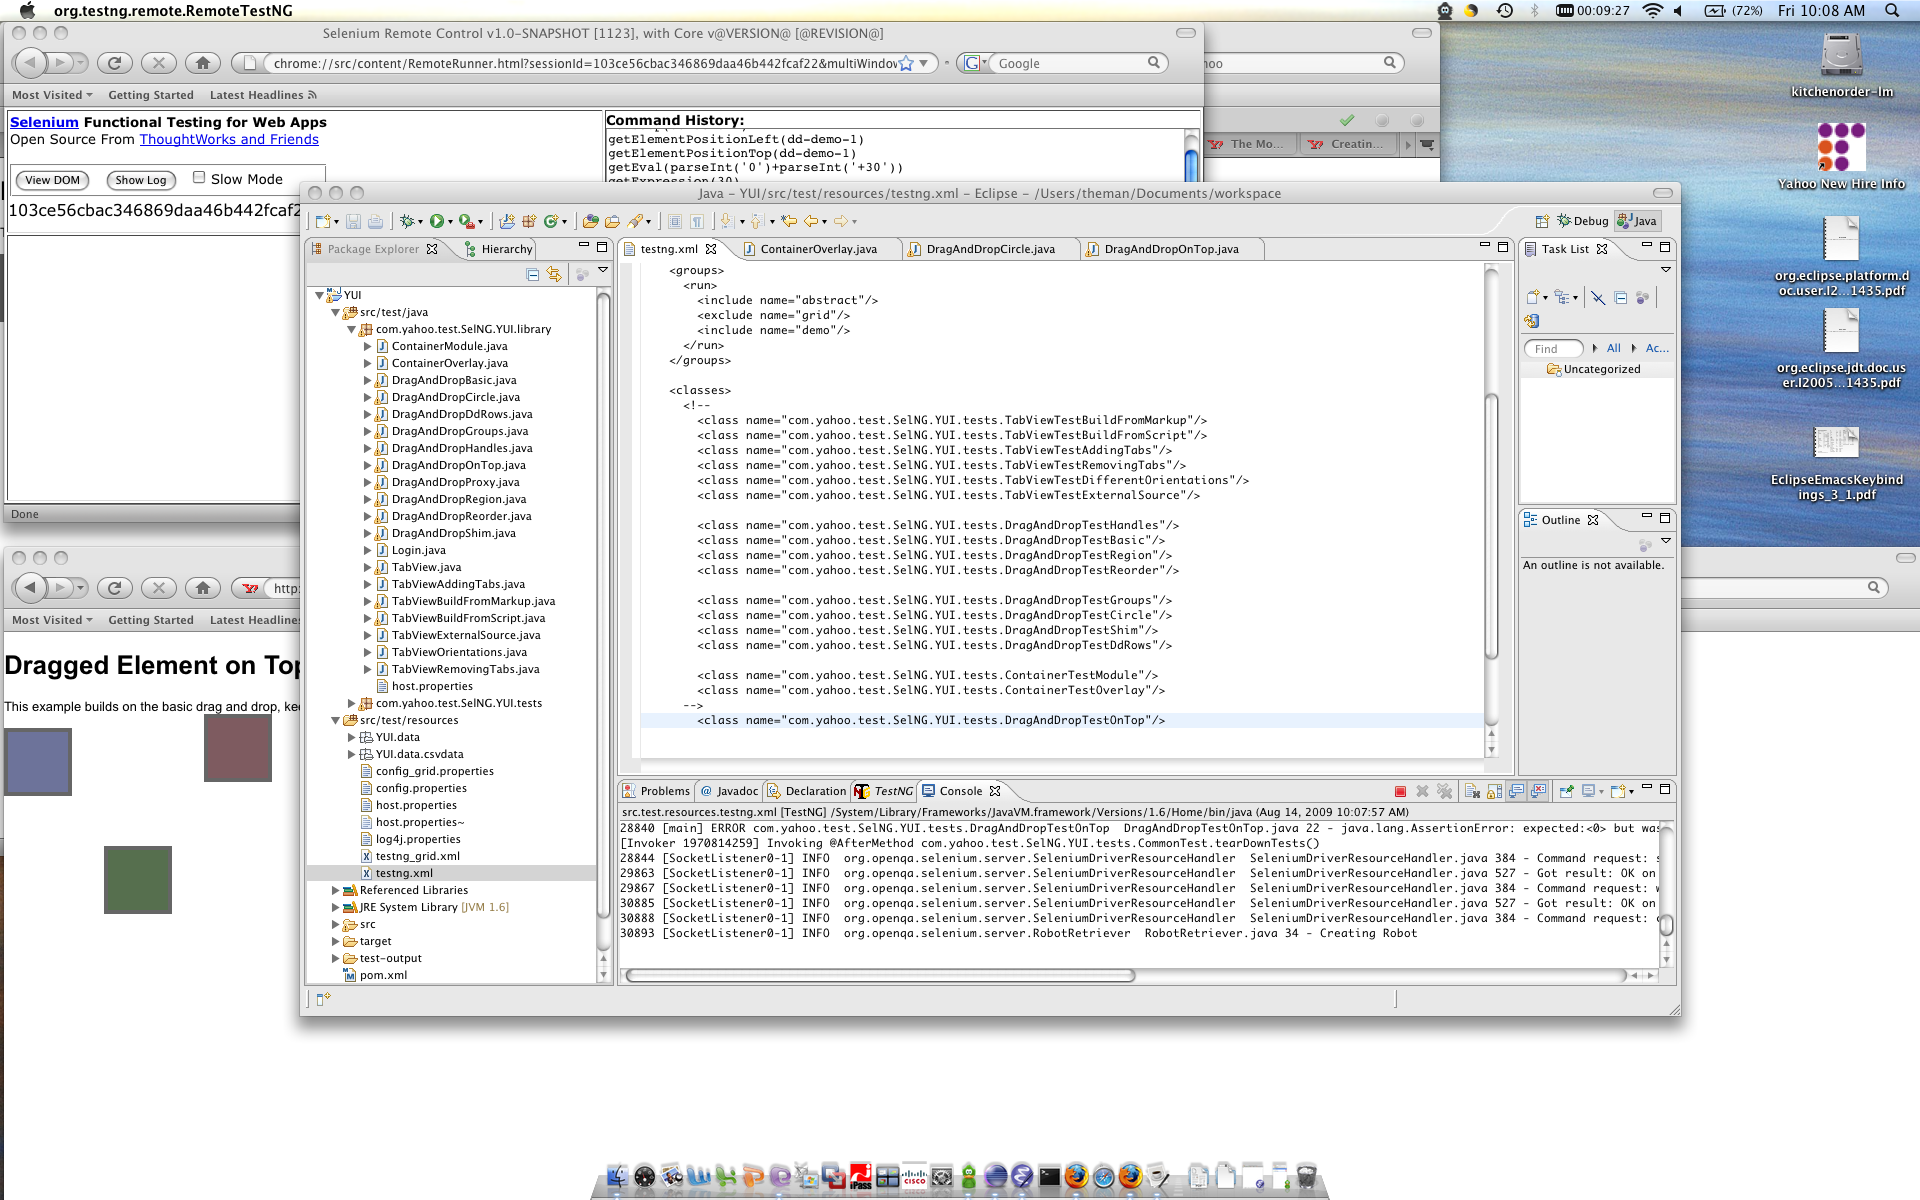 org.testng.remote.RemoteTestNG
00:09:27
(72%)
Fri 10:08 AM
Selenium Remote Control v1.0-SNAPSHOT [1123], with Core v@VERSION@ [@REVISION@]
chrome://src/content/RemoteRunner.html?sessionId=103ce56cbac346869daa46b442fcaf22&multiWindow
Google
hoo
Most Visited
Getting Started
Latest Headlines
Selenium Functional Testing for Web Apps
Open Source From ThoughtWorks and Friends
View DOM
Show Log
Slow Mode
103ce56cbac346869daa46b442fcaf2
Done
Command History:
getElementPositionLeft(dd-demo-1)
getElementPositionTop(dd-demo-1)
getEval(parseInt('0')+parseInt('+30'))
getExpression(30)
The Mo...
Creatin...
kitchenorder-lm
Yahoo New Hire Info
org.eclipse.platform.d
oc.user.I2...1435.pdf
org.eclipse.jdt.doc.us
er.I2005...1435.pdf
EclipseEmacsKeybind
ings_3_1.pdf
Java - YUI/src/test/resources/testng.xml - Eclipse - /Users/theman/Documents/workspace
Debug
Java
Package Explorer
Hierarchy
YUI
src/test/java
com.yahoo.test.SelNG.YUI.library
ContainerModule.java
ContainerOverlay.java
DragAndDropBasic.java
DragAndDropCircle.java
DragAndDropDdRows.java
DragAndDropGroups.java
DragAndDropHandles.java
DragAndDropOnTop.java
DragAndDropProxy.java
DragAndDropRegion.java
DragAndDropReorder.java
DragAndDropShim.java
Login.java
TabView.java
TabViewAddingTabs.java
TabViewBuildFromMarkup.java
TabViewBuildFromScript.java
TabViewExternalSource.java
TabViewOrientations.java
TabViewRemovingTabs.java
host.properties
com.yahoo.test.SelNG.YUI.tests
src/test/resources
YUI.data
YUI.data.csvdata
config_grid.properties
config.properties
host.properties
host.properties~
log4j.properties
testng_grid.xml
testng.xml
Referenced Libraries
JRE System Library [JVM 1.6]
src
target
test-output
pom.xml
testng.xml
ContainerOverlay.java
DragAndDropCircle.java
DragAndDropOnTop.java
<groups>
<run>
<include name="abstract"/>
<exclude name="grid"/>
<include name="demo"/>
</run>
</groups>
<classes>
<!--
<class name="com.yahoo.test.SelNG.YUI.tests.TabViewTestBuildFromMarkup"/>
<class name="com.yahoo.test.SelNG.YUI.tests.TabViewTestBuildFromScript"/>
<class name="com.yahoo.test.SelNG.YUI.tests.TabViewTestAddingTabs"/>
<class name="com.yahoo.test.SelNG.YUI.tests.TabViewTestRemovingTabs"/>
<class name="com.yahoo.test.SelNG.YUI.tests.TabViewTestDifferentOrientations"/>
<class name="com.yahoo.test.SelNG.YUI.tests.TabViewTestExternalSource"/>
<class name="com.yahoo.test.SelNG.YUI.tests.DragAndDropTestHandles"/>
<class name="com.yahoo.test.SelNG.YUI.tests.DragAndDropTestBasic"/>
<class name="com.yahoo.test.SelNG.YUI.tests.DragAndDropTestRegion"/>
<class name="com.yahoo.test.SelNG.YUI.tests.DragAndDropTestReorder"/>
<class name="com.yahoo.test.SelNG.YUI.tests.DragAndDropTestGroups"/>
<class name="com.yahoo.test.SelNG.YUI.tests.DragAndDropTestCircle"/>
<class name="com.yahoo.test.SelNG.YUI.tests.DragAndDropTestShim"/>
<class name="com.yahoo.test.SelNG.YUI.tests.DragAndDropTestDdRows"/>
<class name="com.yahoo.test.SelNG.YUI.tests.ContainerTestModule"/>
<class name="com.yahoo.test.SelNG.YUI.tests.ContainerTestOverlay"/>
-->
<class name="com.yahoo.test.SelNG.YUI.tests.DragAndDropTestOnTop"/>
Task List
Find
All
Ac...
Uncategorized
Outline
An outline is not available.
Problems
Javadoc
Declaration
TestNG
Console
src.test.resources.testng.xml [TestNG] /System/Library/Frameworks/JavaVM.framework/Versions/1.6/Home/bin/java (Aug 14, 2009 10:07:57 AM)
28840 [main] ERROR com.yahoo.test.SelNG.YUI.tests.DragAndDropTestOnTop DragAndDropTestOnTop.java 22 - java.lang.AssertionError: expected:<0> but was
[Invoker 1970814259] Invoking @AfterMethod com.yahoo.test.SelNG.YUI.tests.CommonTest.tearDownTests()
28844 [SocketListener0-1] INFO org.openqa.selenium.server.SeleniumDriverResourceHandler SeleniumDriverResourceHandler.java 384 - Command request: s
29863 [SocketListener0-1] INFO org.openqa.selenium.server.SeleniumDriverResourceHandler SeleniumDriverResourceHandler.java 527 - Got result: OK on
29867 [SocketListener0-1] INFO org.openqa.selenium.server.SeleniumDriverResourceHandler SeleniumDriverResourceHandler.java 384 - Command request: w
30885 [SocketListener0-1] INFO org.openqa.selenium.server.SeleniumDriverResourceHandler SeleniumDriverResourceHandler.java 527 - Got result: OK on
30888 [SocketListener0-1] INFO org.openqa.selenium.server.SeleniumDriverResourceHandler SeleniumDriverResourceHandler.java 384 - Command request:
30893 [SocketListener0-1] INFO org.openqa.selenium.server.RobotRetriever RobotRetriever.java 34 - Creating Robot
http:
Most Visited
Getting Started
Latest Headlines
Dragged Element on Top
This example builds on the basic drag and drop, kee
iPass
CISCO